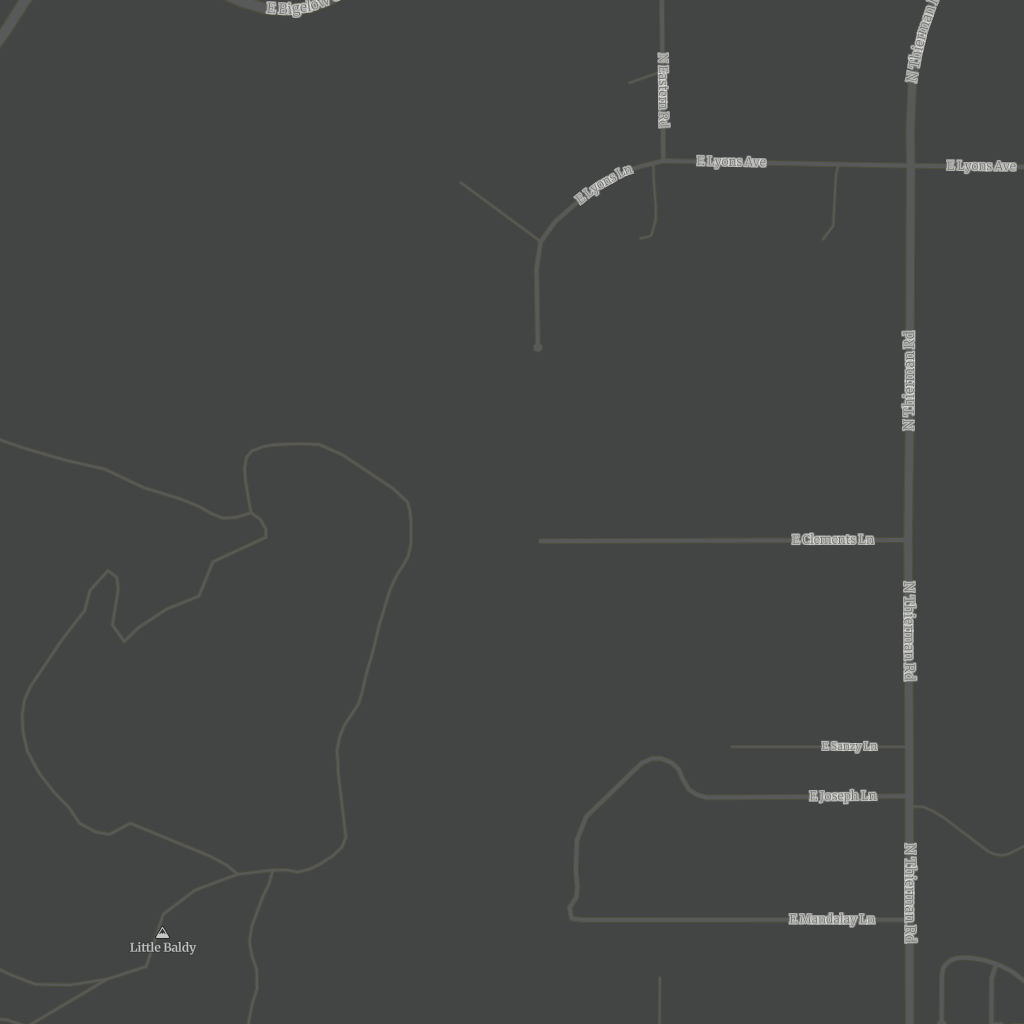 E Bigelow
N Thierman
N Eastern Rd
E Lyons Ave
E Lyons Ave
E Lyons Ln
N Thierman Rd
E Clements Ln
N Thierman Rd
E Sanzy Ln
E Joseph Ln
N Thierman Rd
E Mandalay Ln
Little Baldy